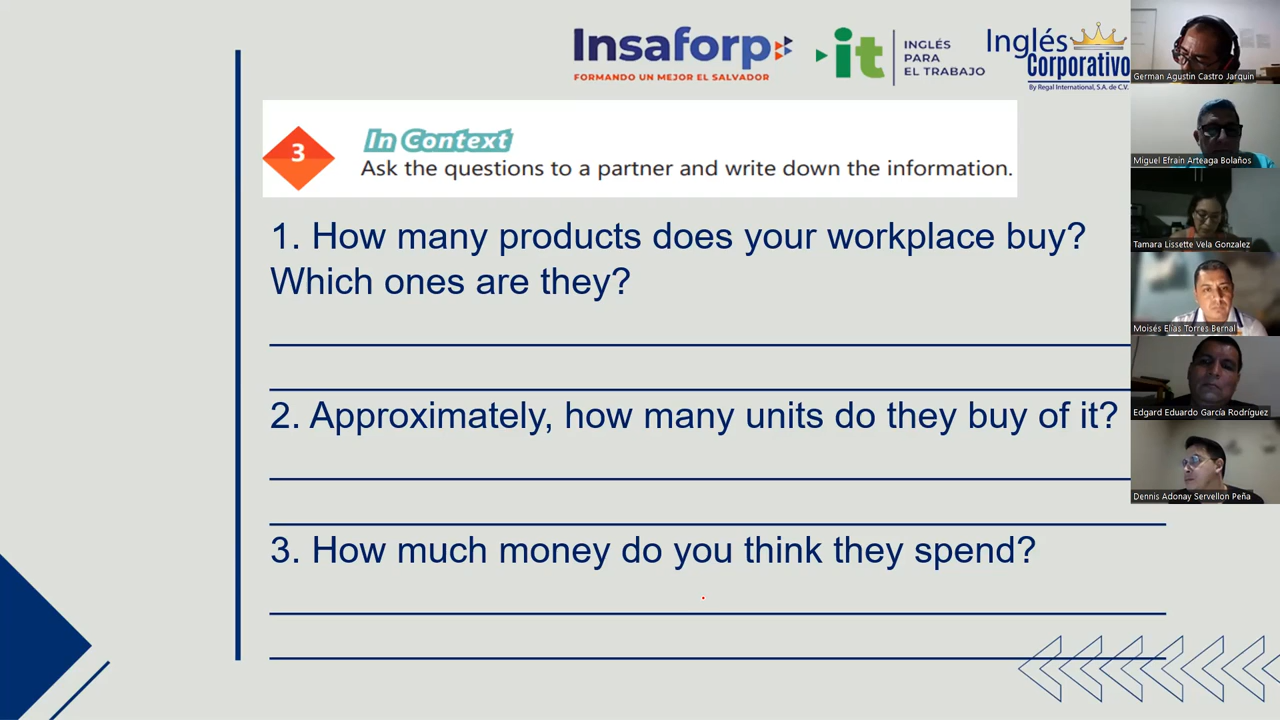 Insaforp
FORMANDO UN MEJOR EL SALVADOR
it
INGLÉS
PARA
EL TRABAJO
Inglés
Corporativo
By Regal International, S.A. de C.V.
3
In Context
Ask the questions to a partner and write down the information.
1. How many products does your workplace buy?
Which ones are they?
2. Approximately, how many units do they buy of it?
3. How much money do you think they spend?
German Agustin Castro Jarquin
Miguel Efrain Arteaga Bolaños
Tamara Lissette Vela Gonzalez
Moisés Elías Torres Bernal
Edgard Eduardo García Rodríguez
Dennis Adonay Servellon Peña